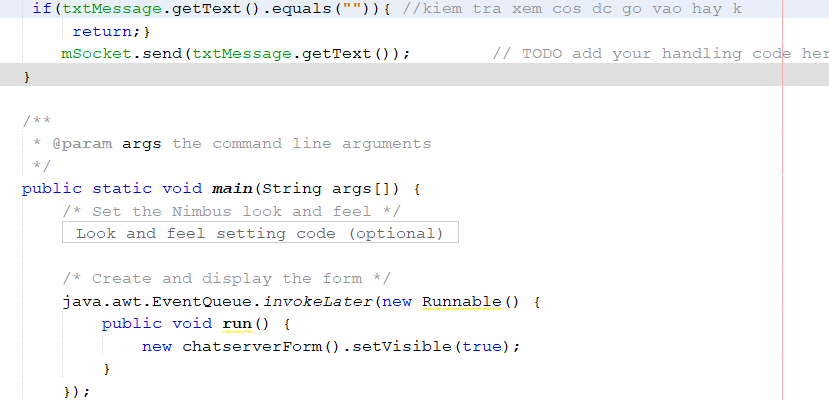 if(txtMessage.getText().equals("")){ //kiem tra xem cos dc go vao hay k
return;}
mSocket.send(txtMessage.getText()); // TODO add your handling code her
}
/**
* @param args the command line arguments
*/
public static void main(String args[]) {
/* Set the Nimbus look and feel */
Look and feel setting code (optional)
/* Create and display the form */
java.awt.EventQueue.invokeLater(new Runnable() {
public void run() {
new chatserverForm().setVisible(true);
}
});